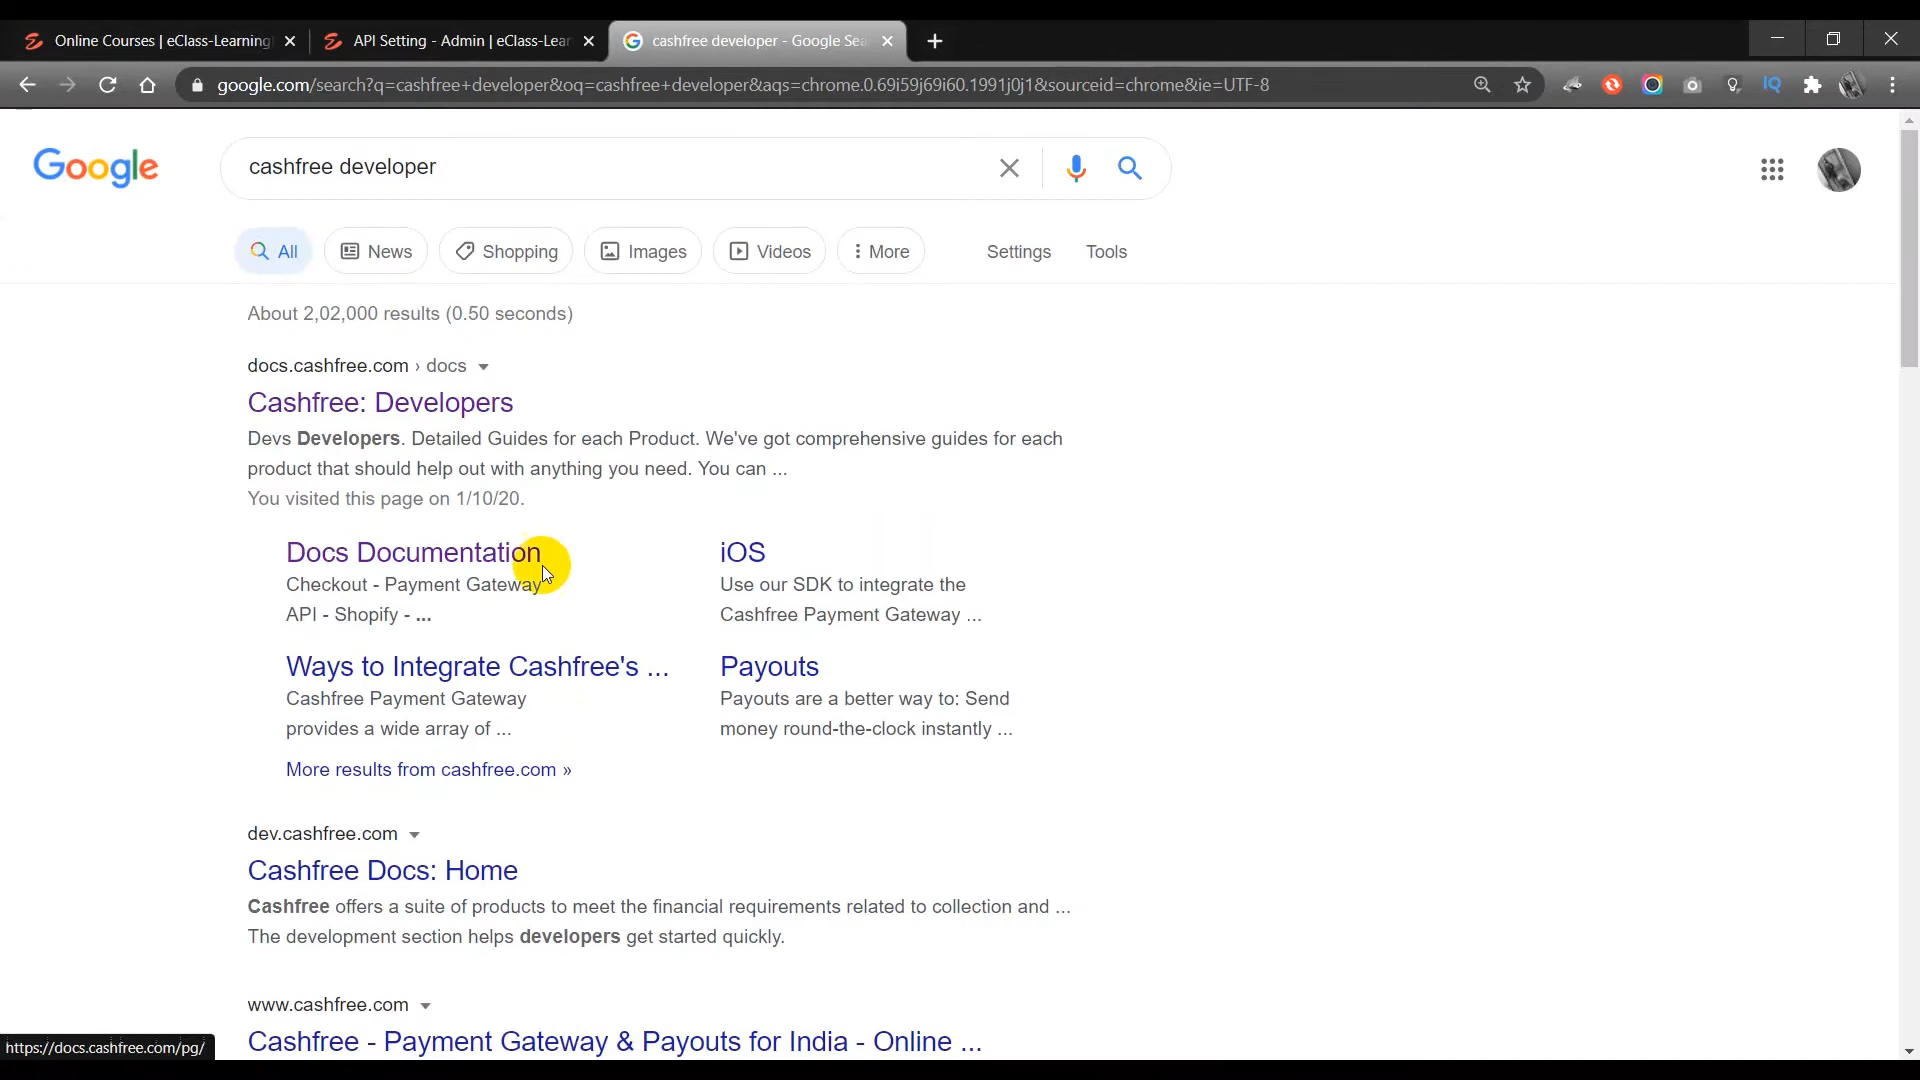 Online Courses | eClass-Learning
API Setting - Admin | eClass-Lear
cashfree developer - Google Sea
google.com/search?q=cashfree+developer&oq=cashfree+developer&aqs=chrome.0.69i59j69i60.1991j0j1&sourceid=chrome&ie=UTF-8
IQ
Google
cashfree developer
All
News
Shopping
Images
Videos
More
Settings
Tools
About 2,02,000 results (0.50 seconds)
docs.cashfree.com › docs
Cashfree: Developers
Devs Developers. Detailed Guides for each Product. We've got comprehensive guides for each
product that should help out with anything you need. You can ...
You visited this page on 1/10/20.
Docs Documentation
Checkout - Payment Gateway
API - Shopify - ...
iOS
Use our SDK to integrate the
Cashfree Payment Gateway ...
Ways to Integrate Cashfree's ...
Cashfree Payment Gateway
provides a wide array of ...
Payouts
Payouts are a better way to: Send
money round-the-clock instantly ...
More results from cashfree.com »
dev.cashfree.com
Cashfree Docs: Home
Cashfree offers a suite of products to meet the financial requirements related to collection and ...
The development section helps developers get started quickly.
www.cashfree.com
Cashfree - Payment Gateway & Payouts for India - Online ...
https://docs.cashfree.com/pg/